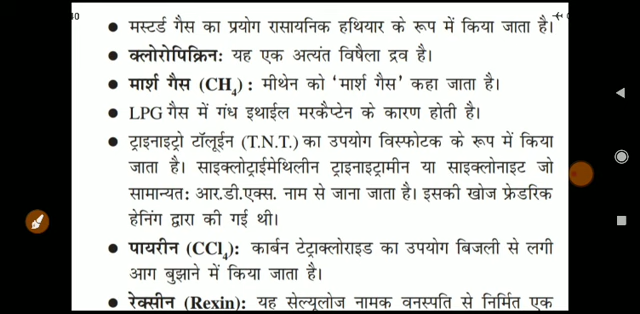 40
• मस्टर्ड गैस का प्रयोग रासायनिक हथियार के रूप में किया जाता है।
• क्लोरोपिक्रिन: यह एक अत्यंत विषैला द्रव है।
• मार्श गैस (CH₄) : मीथेन को ‘मार्श गैस’ कहा जाता है।
• LPG गैस में गंध इथाईल मरकैप्टेन के कारण होती है।
• ट्राइनाइट्रो टॉलूईन (T.N.T.) का उपयोग विस्फोटक के रूप में किया
जाता है। साइक्लोट्राईमेथिलीन ट्राइनाइट्रामीन या साइक्लोनाइट जो
सामान्यत: आर.डी.एक्स. नाम से जाना जाता है। इसकी खोज फ्रेडरिक
हेनिंग द्वारा की गई थी।
• पायरीन (CCl₄): कार्बन टेट्राक्लोराइड का उपयोग बिजली से लगी
आग बुझाने में किया जाता है।
• रेक्सीन (Rexin): यह सेल्यूलोज नामक वनस्पति से निर्मित एक